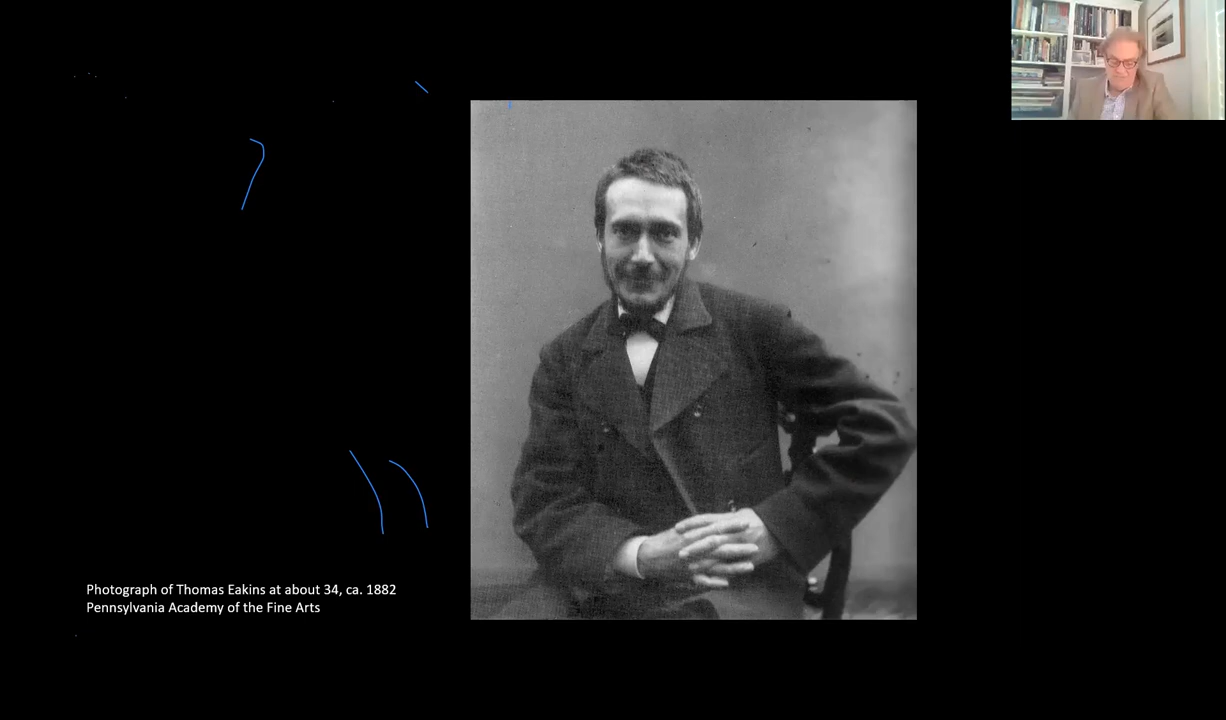 Photograph of Thomas Eakins at about 34, ca. 1882
Pennsylvania Academy of the Fine Arts